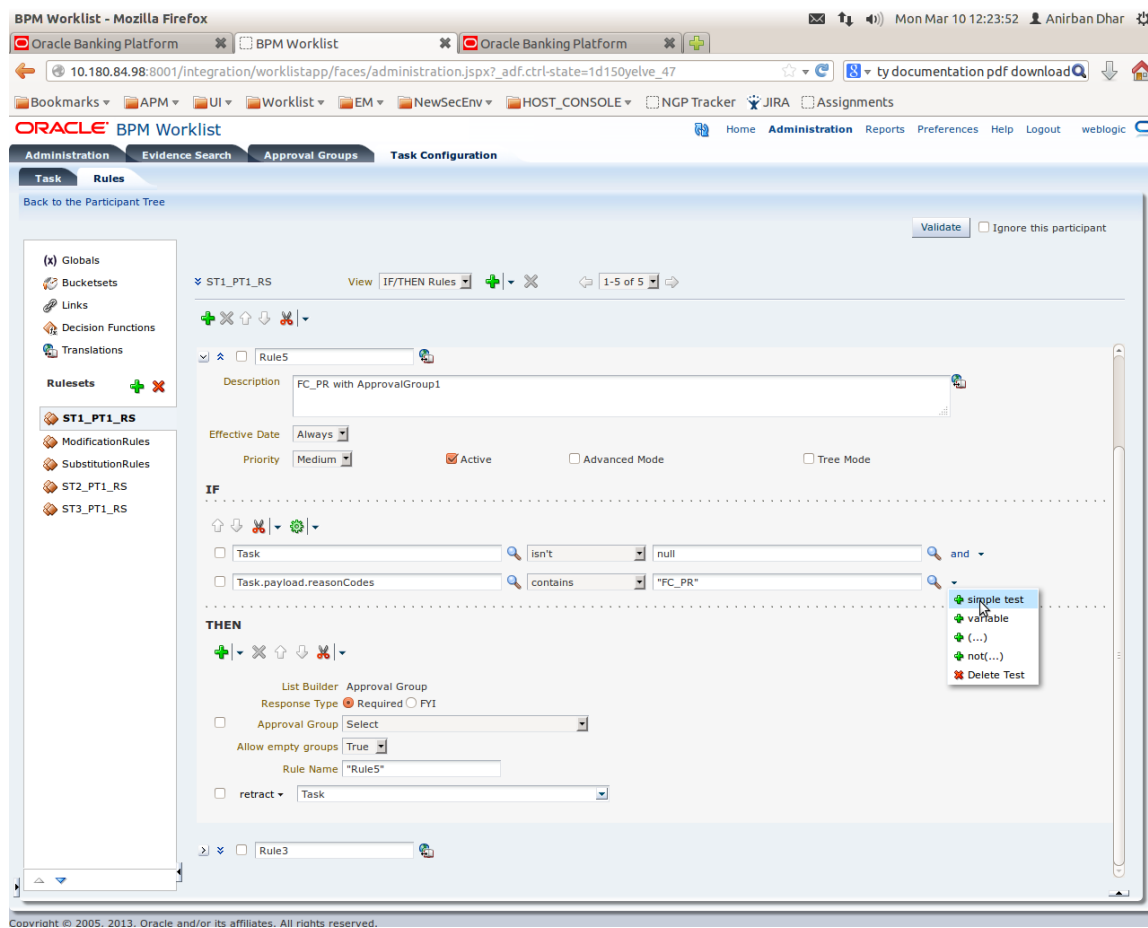 BPM Worklist - Mozilla Firefox Mon Mar 10 12:23:52 Anirban Dhar
Oracle Banking Platform BPM Worklist Oracle Banking Platform
10.180.84.98:8001/integration/worklistapp/faces/administration.jspx?_adf.ctrl-state=1d150yelve_47 ty documentation pdf download
Bookmarks APM UI Worklist EM NewSecEnv HOST_CONSOLE NGP Tracker JIRA Assignments
ORACLE BPM Worklist Home Administration Reports Preferences Help Logout weblogic
Administration Evidence Search Approval Groups Task Configuration
Task Rules
Back to the Participant Tree
Validate Ignore this participant
(x) Globals
Bucketsets
Links
Decision Functions
Translations
Rulesets
ST1_PT1_RS
ModificationRules
SubstitutionRules
ST2_PT1_RS
ST3_PT1_RS
ST1_PT1_RS View IF/THEN Rules 1-5 of 5
Rule5
Description FC_PR with ApprovalGroup1
Effective Date Always
Priority Medium Active Advanced Mode Tree Mode
IF
Task isn't null and
Task.payload.reasonCodes contains "FC_PR"
simple test
variable
(...)
not(...)
Delete Test
THEN
List Builder Approval Group
Response Type Required FYI
Approval Group Select
Allow empty groups True
Rule Name "Rule5"
retract Task
Rule3
Copyright © 2005, 2013, Oracle and/or its affiliates. All rights reserved.